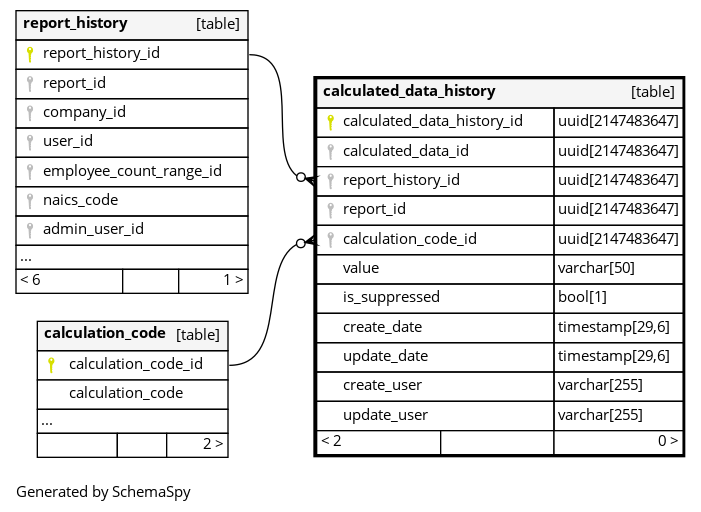 report_history [table]
report_history_id
report_id
company_id
user_id
employee_count_range_id
naics_code
admin_user_id
...
< 6 1 >
calculated_data_history [table]
calculated_data_history_id uuid[2147483647]
calculated_data_id uuid[2147483647]
report_history_id uuid[2147483647]
report_id uuid[2147483647]
calculation_code_id uuid[2147483647]
value varchar[50]
is_suppressed bool[1]
create_date timestamp[29,6]
update_date timestamp[29,6]
create_user varchar[255]
update_user varchar[255]
< 2 0 >
calculation_code [table]
calculation_code_id
calculation_code
...
2 >
Generated by SchemaSpy